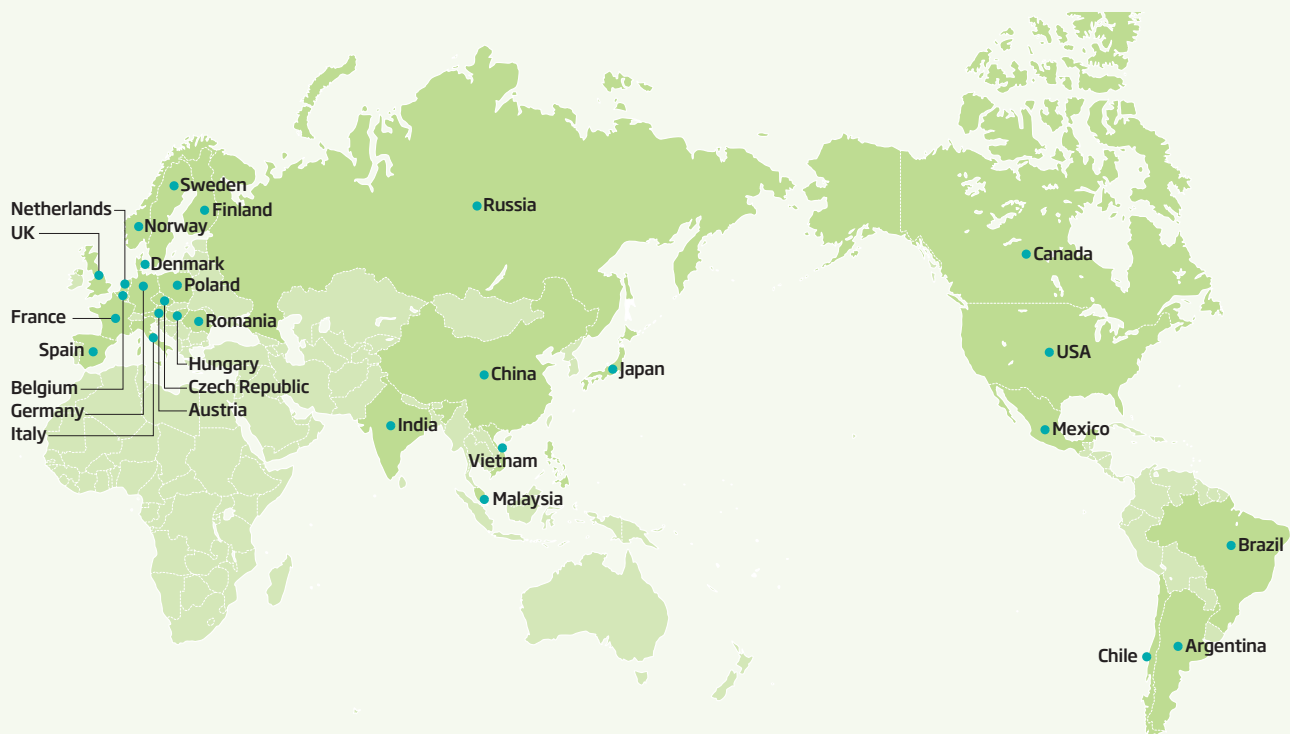 Sweden
Netherlands
Finland
Russia
UK
Norway
Canada
Denmark
Poland
France
Romania
Spain
USA
Hungary
China
Japan
Belgium
Czech Republic
Germany
Austria
India
Mexico
Italy
Vietnam
Malaysia
Brazil
Argentina
Chile